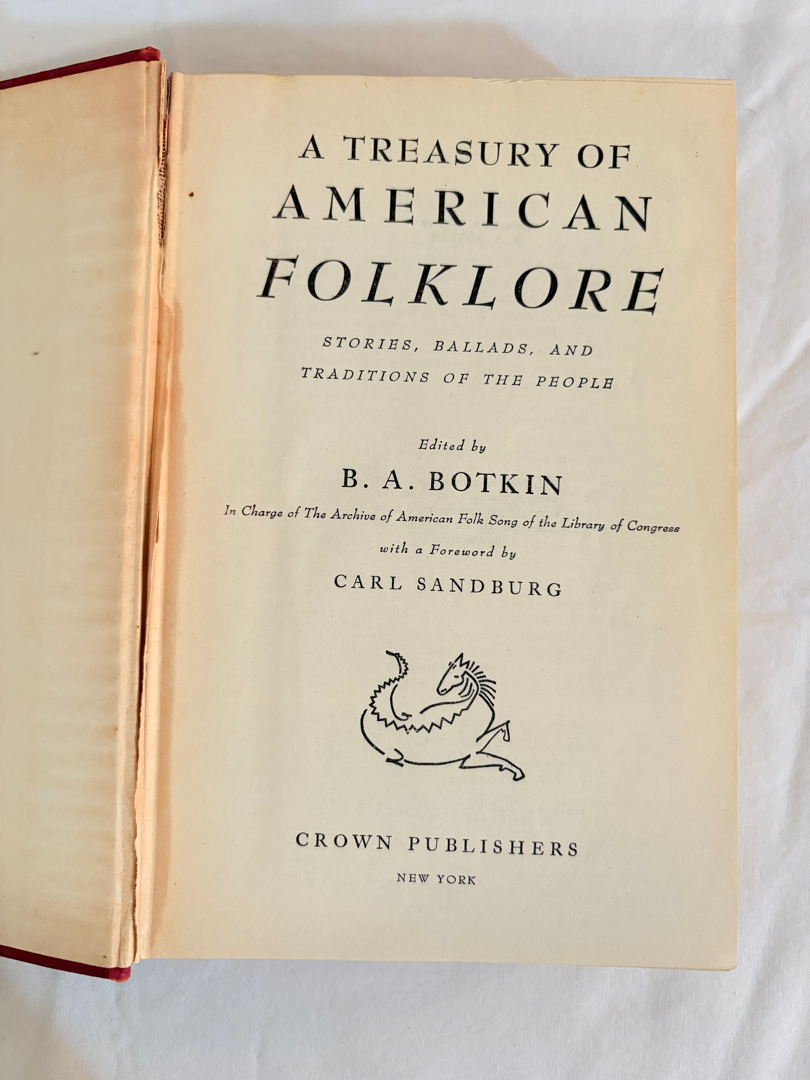 A TREASURY OF
AMERICAN
FOLKLORE
STORIES, BALLADS, AND
TRADITIONS OF THE PEOPLE
Edited by
B. A. BOTKIN
In Charge of The Archive of American Folk Song of the Library of Congress
with a Foreword by
CARL SANDBURG
CROWN PUBLISHERS
NEW YORK